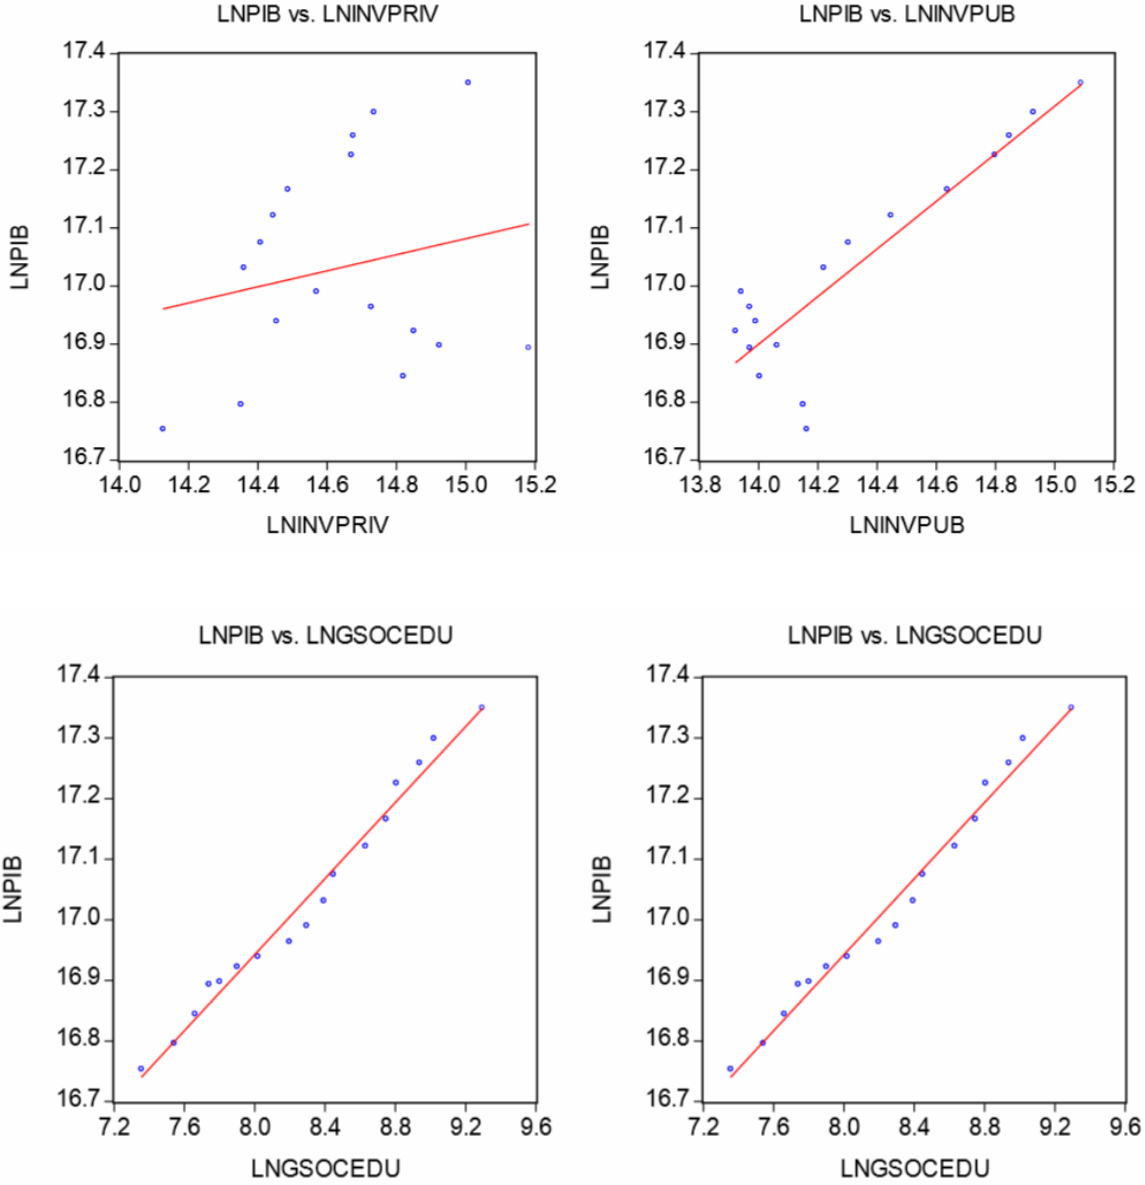 LNPIB vs. LNINVPRIV
17.4
17.3
17.2
17.1
17.0
16.9
16.8
16.7
LNPIB
14.0 14.2 14.4 14.6 14.8 15.0 15.2
LNINVPRIV
LNPIB vs. LNINVPUB
17.4
17.3
17.2
17.1
17.0
16.9
16.8
16.7
LNPIB
13.8 14.0 14.2 14.4 14.6 14.8 15.0 15.2
LNINVPUB
LNPIB vs. LNGSOCEDU
17.4
17.3
17.2
17.1
17.0
16.9
16.8
16.7
LNPIB
7.2 7.6 8.0 8.4 8.8 9.2 9.6
LNGSOCEDU
LNPIB vs. LNGSOCEDU
17.4
17.3
17.2
17.1
17.0
16.9
16.8
16.7
LNPIB
7.2 7.6 8.0 8.4 8.8 9.2 9.6
LNGSOCEDU